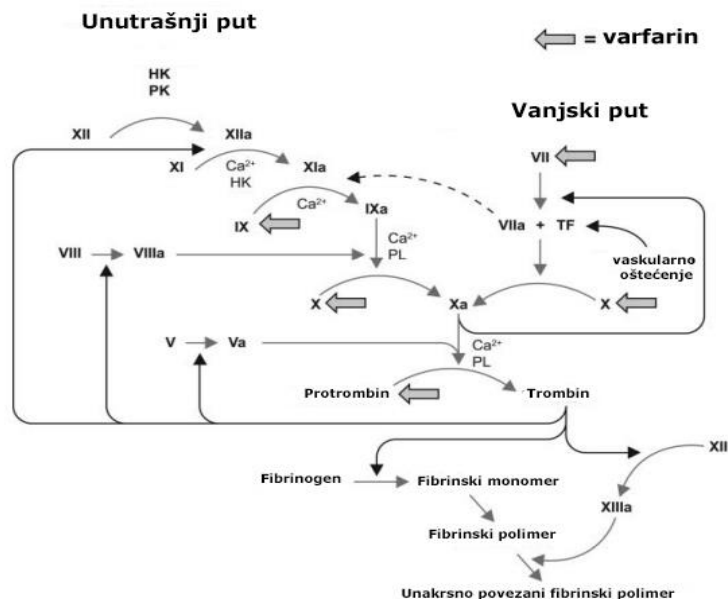 Unutrašnji put
= varfarin
HK
PK
Vanjski put
XII
XIIa
VII
XI
Ca²⁺
HK
XIa
IX
Ca²⁺
IXa
VIIa + TF
VIII
VIIIa
Ca²⁺
PL
vaskularno
oštećenje
X
Xa
X
V
Va
Ca²⁺
PL
Protrombin
Trombin
XII
Fibrinogen
Fibrinski monomer
XIIIa
Fibrinski polimer
Unakrsno povezani fibrinski polimer